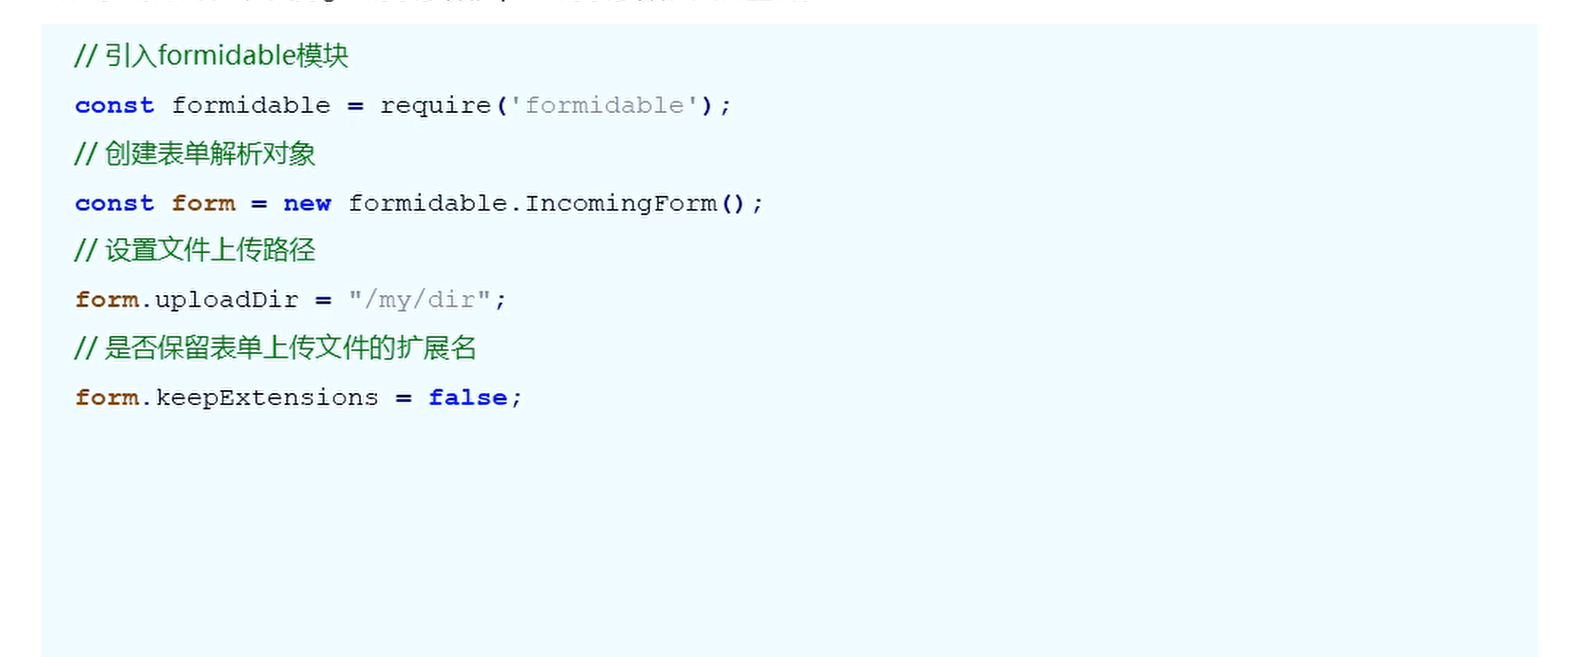 // 引入formidable模块
const formidable = require('formidable');
// 创建表单解析对象
const form = new formidable.IncomingForm();
// 设置文件上传路径
form.uploadDir = "/my/dir";
// 是否保留表单上传文件的扩展名
form.keepExtensions = false;